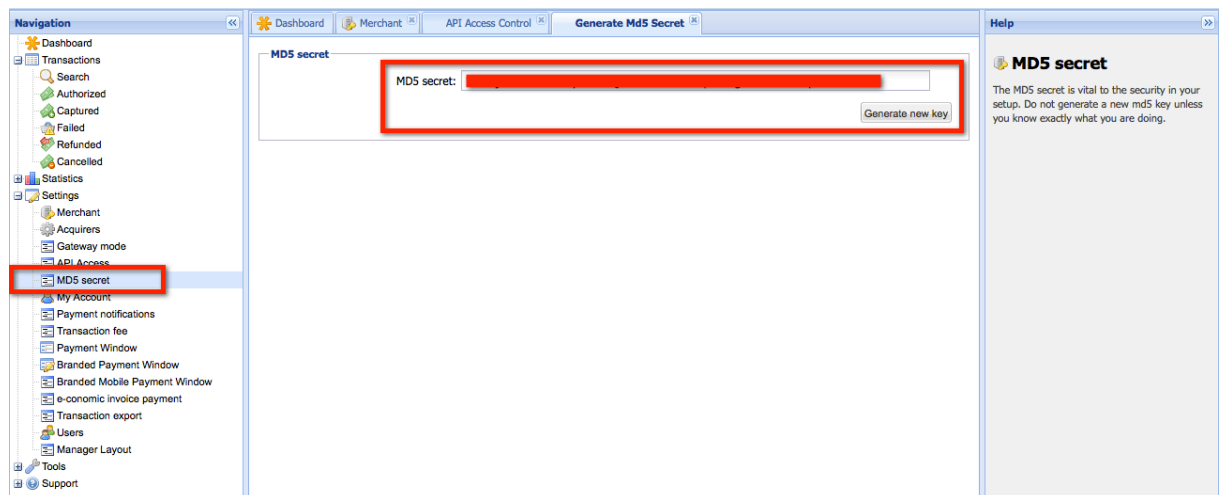 Navigation
Dashboard
Transactions
Search
Authorized
Captured
Failed
Refunded
Cancelled
Statistics
Settings
Merchant
Acquirers
Gateway mode
API Access
MD5 secret
My Account
Payment notifications
Transaction fee
Payment Window
Branded Payment Window
Branded Mobile Payment Window
e-conomic invoice payment
Transaction export
Users
Manager Layout
Tools
Support
Dashboard Merchant API Access Control Generate Md5 Secret
MD5 secret
MD5 secret:
Generate new key
Help
MD5 secret
The MD5 secret is vital to the security in your
setup. Do not generate a new md5 key unless
you know exactly what you are doing.